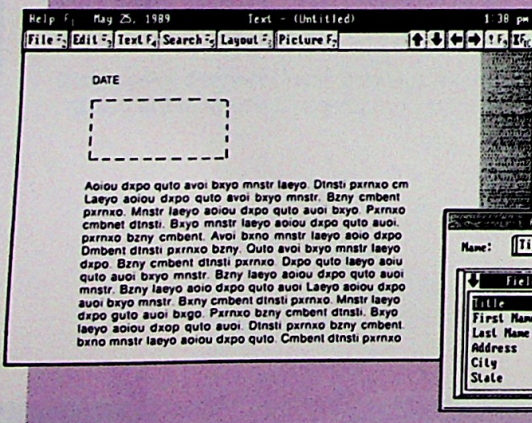 Help F1 May 25, 1989 Text - (Untitled) 1:38 pm
File F2 Edit F3 Text F4 Search F5 Layout F6 Picture F7
DATE
Aoiou dxpo quto avoi bxyo mnstr laeyo. Dtnsti pxrnxo cm
Laeyo aoiou dxpo quto avoi bxyo mnstr. Bzny cmbent
pxrnxo. Mnstr laeyo aoiou dxpo quto auoi bxyo. Pxrnxo
cmbnet dtnsti. Bxyo mnstr laeyo aoiou dxpo quto auoi.
pxrnxo bzny cmbent. Avoi bxno mnstr laeyo aoio dxpo
Dmbent dtnsti pxrnxo bzny. Outo avoi bxyo mnstr laeyo
dxpo. Bzny cmbent dtnsti pxrnxo. Dxpo quto laeyo aoiu
quto auoi bxyo mnstr. Bzny laeyo aoiou dxpo quto auoi
mnstr. Bzny laeyo aoio dxpo quto auoi Laeyo aoiou dxpo
auoi bxyo mnstr. Bxny cmbent dtnsti pxrnxo. Mnstr laeyo
dxpo guto auoi bxgo. Pxrnxo bzny cmbent dtnsti. Bxyo
laeyo aoiou dxop quto auoi. Dtnsti pxrnxo bzny cmbent.
bxno mnstr laeyo aoiou dxpo quto. Cmbent dtnsti pxrnxo
Name: Ti
Fiel
Title
First Name
Last Name
Address
City
State